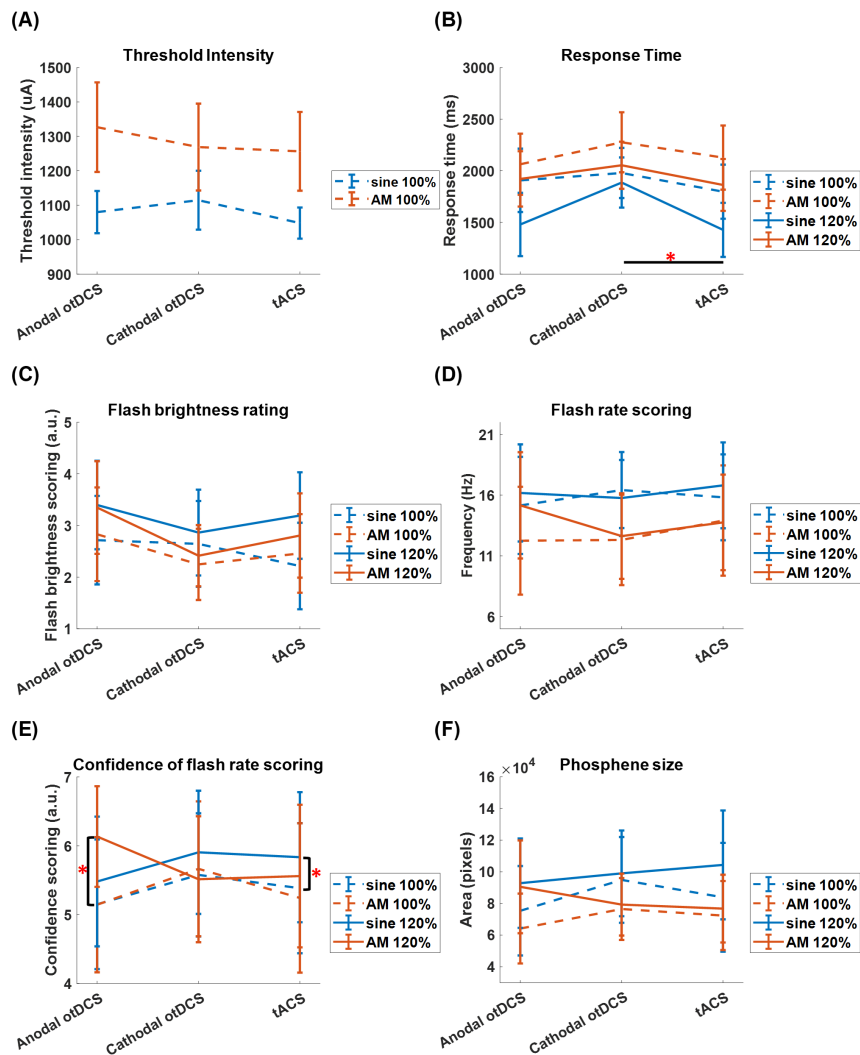 (A)
Threshold Intensity
Threshold intensity (uA)
1500
1400
1300
1200
1100
1000
900
Anodal otDCS
Cathodal otDCS
tACS
sine 100%
AM 100%
(B)
Response Time
Response time (ms)
3000
2500
2000
1500
1000
*
Anodal otDCS
Cathodal otDCS
tACS
sine 100%
AM 100%
sine 120%
AM 120%
(C)
Flash brightness rating
Flash brightness scoring (a.u.)
5
4
3
2
1
Anodal otDCS
Cathodal otDCS
tACS
sine 100%
AM 100%
sine 120%
AM 120%
(D)
Flash rate scoring
Frequency (Hz)
21
16
11
6
Anodal otDCS
Cathodal otDCS
tACS
sine 100%
AM 100%
sine 120%
AM 120%
(E)
Confidence of flash rate scoring
Confidence scoring (a.u.)
7
6
5
4
*
*
Anodal otDCS
Cathodal otDCS
tACS
sine 100%
AM 100%
sine 120%
AM 120%
(F)
Phosphene size
Area (pixels)
× 10^4
16
14
12
10
8
6
4
Anodal otDCS
Cathodal otDCS
tACS
sine 100%
AM 100%
sine 120%
AM 120%